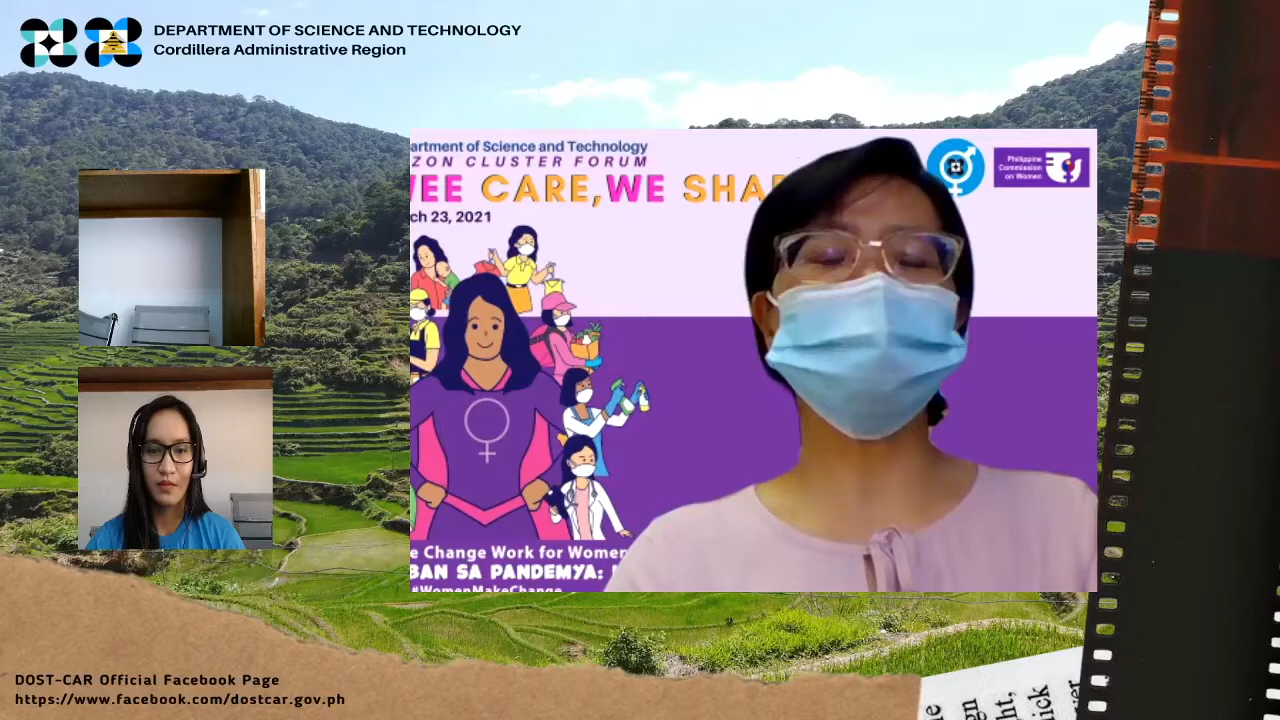 DEPARTMENT OF SCIENCE AND TECHNOLOGY
Cordillera Administrative Region
artment of Science and Technology
ZON CLUSTER FORUM
CARE, WE
ch 23, 2021
Philippine
Commission
on Women
e Change Work for Women
BAN SA PANDEMYA:
#WomenMakeChange
DOST-CAR Official Facebook Page
https://www.facebook.com/dostcar.gov.ph